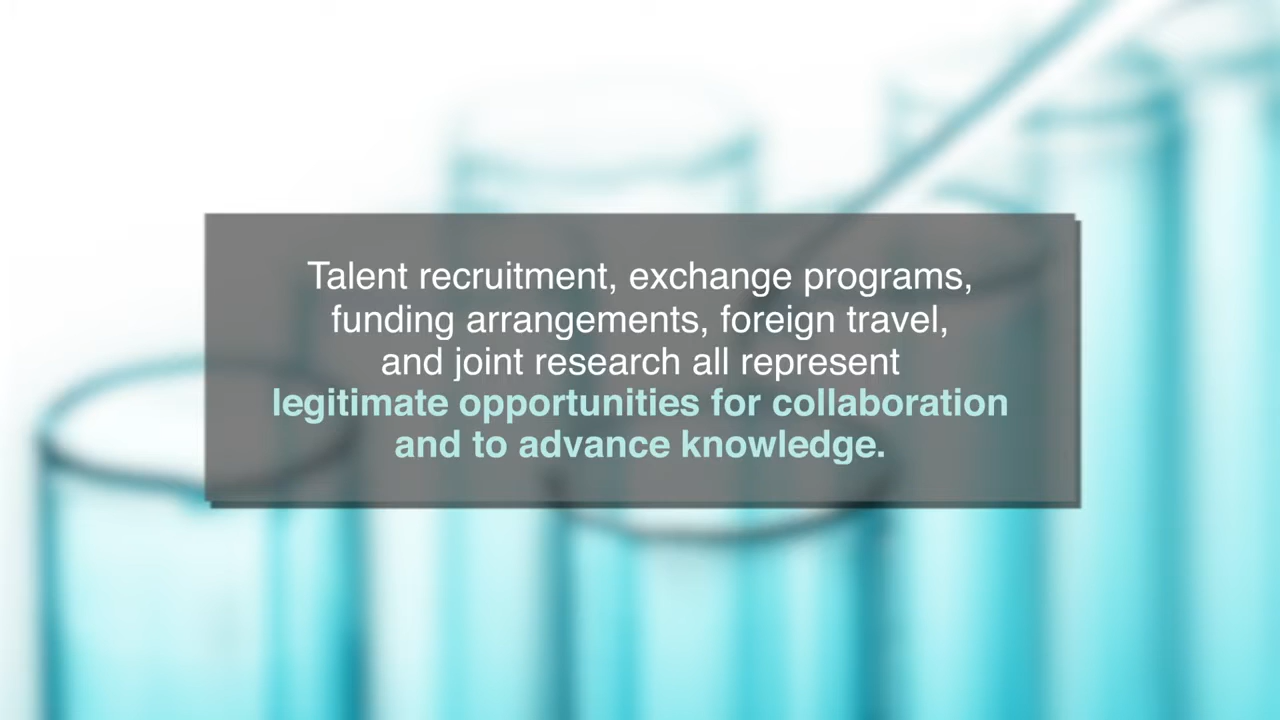 Talent recruitment, exchange programs,
funding arrangements, foreign travel,
and joint research all represent
legitimate opportunities for collaboration
and to advance knowledge.